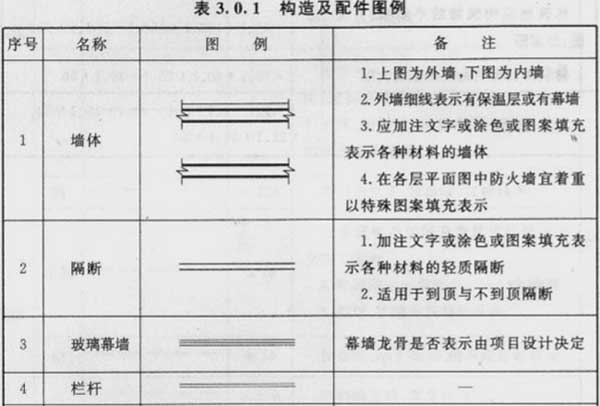 表 3.0.1 构造及配件图例
序号 名称 图 例 备 注
1 墙体
1.上图为外墙,下图为内墙
2.外墙细线表示有保温层或有幕墙
3.应加注文字或涂色或图案填充
表示各种材料的墙体
4.在各层平面图中防火墙宜着重
以特殊图案填充表示
2 隔断
1.加注文字或涂色或图案填充表
示各种材料的轻质隔断
2.适用于到顶与不到顶隔断
3 玻璃幕墙 幕墙龙骨是否表示由项目设计决定
4 栏杆 —